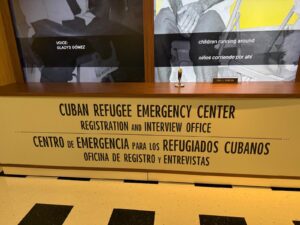 VOICE:
GLADYS GÓMEZ
children running around
niños corriendo por ahí
CUBAN REFUGEE EMERGENCY CENTER
REGISTRATION AND INTERVIEW OFFICE
CENTRO DE EMERGENCIA PARA LOS REFUGIADOS CUBANOS
OFICINA DE REGISTRO Y ENTREVISTAS